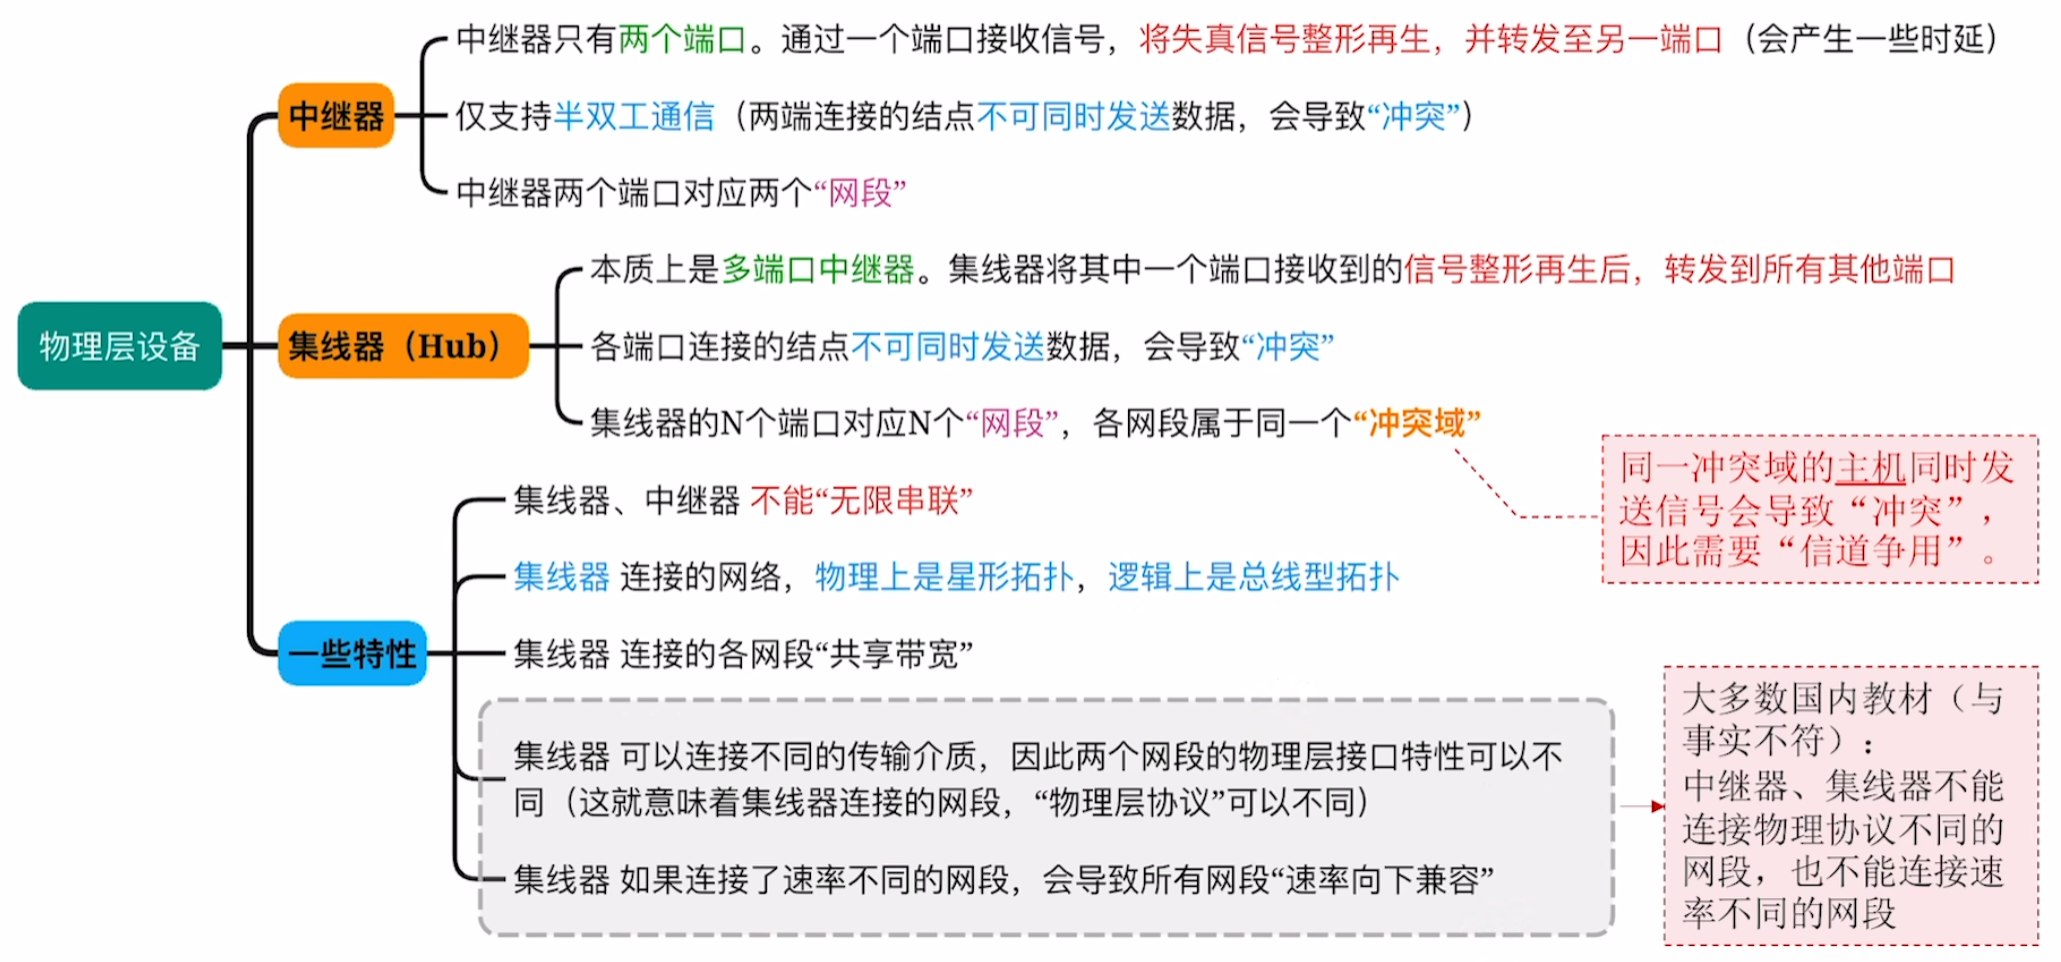 中继器只有两个端口。通过一个端口接收信号，将失真信号整形再生，并转发至另一端口（会产生一些时延）
中继器
仅支持半双工通信（两端连接的结点不可同时发送数据，会导致“冲突”）
中继器两个端口对应两个“网段”
本质上是多端口中继器。集线器将其中一个端口接收到的信号整形再生后，转发到所有其他端口
物理层设备
集线器（Hub）
各端口连接的结点不可同时发送数据，会导致“冲突”
集线器的N个端口对应N个“网段”，各网段属于同一个“冲突域”
同一冲突域的主机同时发
送信号会导致“冲突”，
因此需要“信道争用”。
集线器、中继器 不能“无限串联”
集线器 连接的网络，物理上是星形拓扑，逻辑上是总线型拓扑
一些特性
集线器 连接的各网段“共享带宽”
集线器 可以连接不同的传输介质，因此两个网段的物理层接口特性可以不
同（这就意味着集线器连接的网段，“物理层协议”可以不同）
集线器 如果连接了速率不同的网段，会导致所有网段“速率向下兼容”
大多数国内教材（与
事实不符）：
中继器、集线器不能
连接物理协议不同的
网段，也不能连接速
率不同的网段